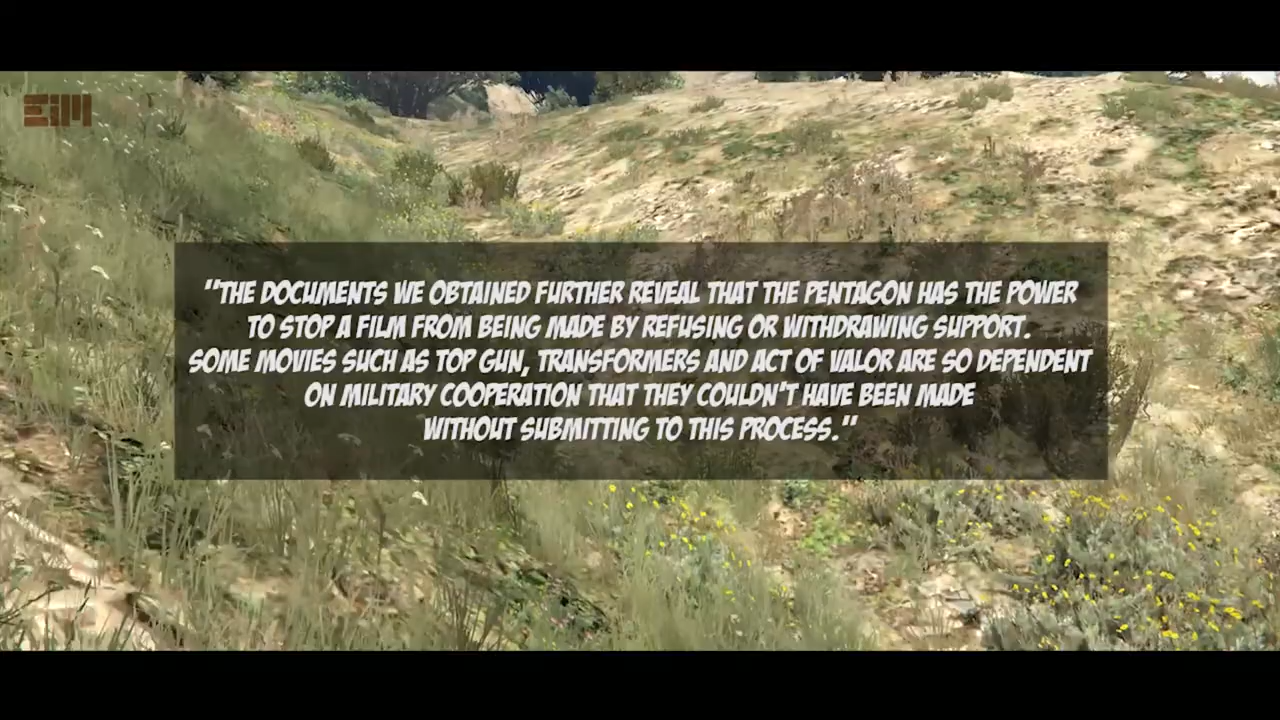 "THE DOCUMENTS WE OBTAINED FURTHER REVEAL THAT THE PENTAGON HAS THE POWER
TO STOP A FILM FROM BEING MADE BY REFUSING OR WITHDRAWING SUPPORT.
SOME MOVIES SUCH AS TOP GUN, TRANSFORMERS AND ACT OF VALOR ARE SO DEPENDENT
ON MILITARY COOPERATION THAT THEY COULDN'T HAVE BEEN MADE
WITHOUT SUBMITTING TO THIS PROCESS."